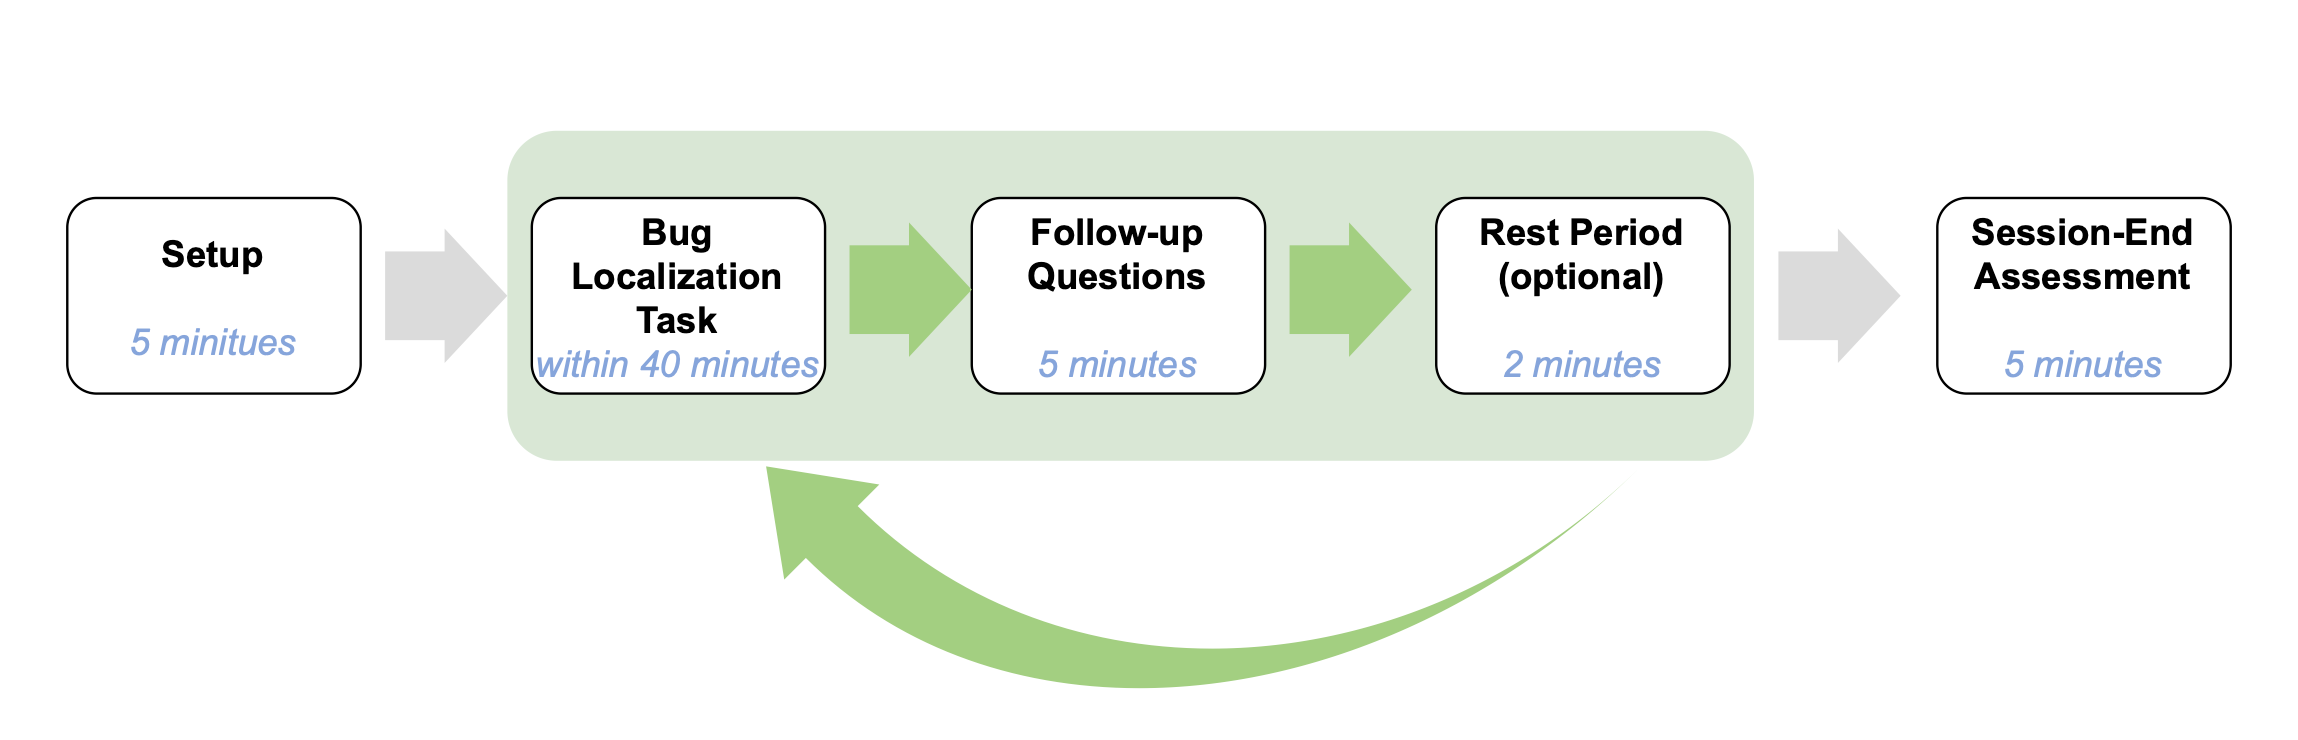 Setup
5 minitues
Bug
Localization
Task
within 40 minutes
Follow-up
Questions
5 minutes
Rest Period
(optional)
2 minutes
Session-End
Assessment
5 minutes